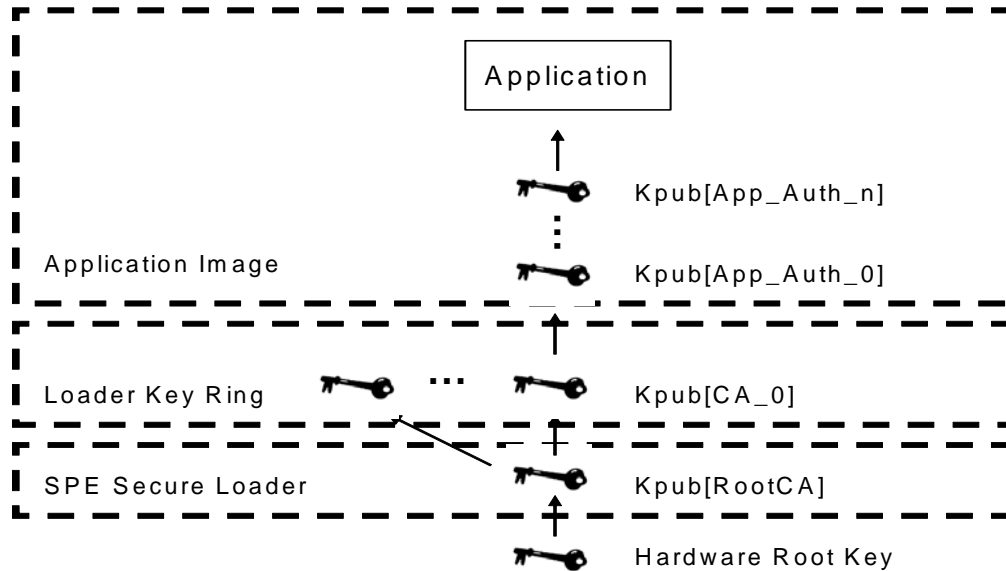 Application
Kpub[App_Auth_n]
Application Image
Kpub[App_Auth_0]
Loader Key Ring
Kpub[CA_0]
SPE Secure Loader
Kpub[RootCA]
Hardware Root Key